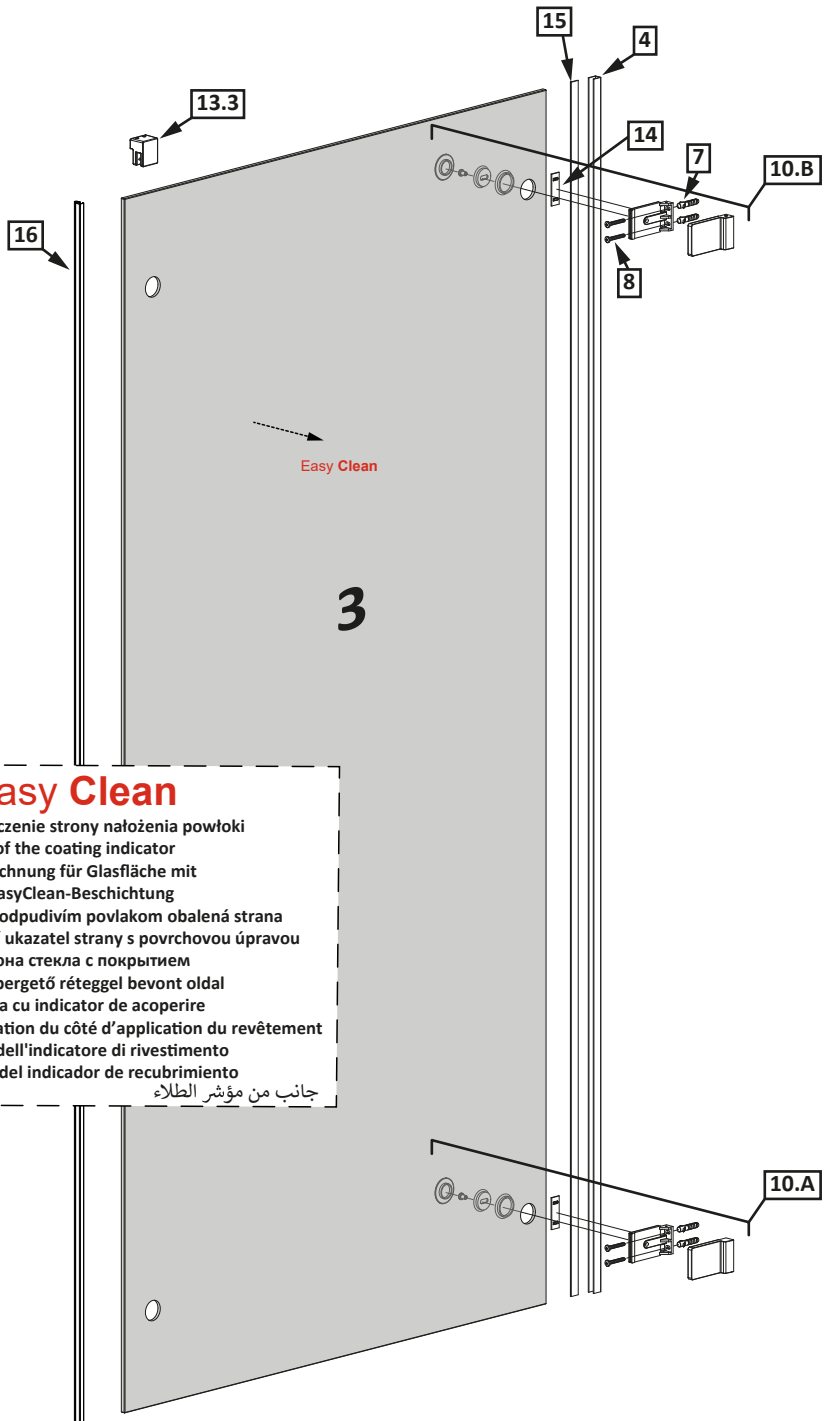 15
4
13.3
14
7
10.B
16
8
Easy Clean
3
asy Clean
czenie strony nałożenia powłoki
of the coating indicator
chnung für Glasfläche mit
asyClean-Beschichtung
odpudivím povlakom obalená strana
ukazatel strany s povrchovou úpravou
она стекла с покрытием
pergető réteggel bevont oldal
a cu indicator de acoperire
ation du côté d’application du revêtement
dell'indicatore di rivestimento
del indicador de recubrimiento
جانب من مؤشر الطلاء
10.A